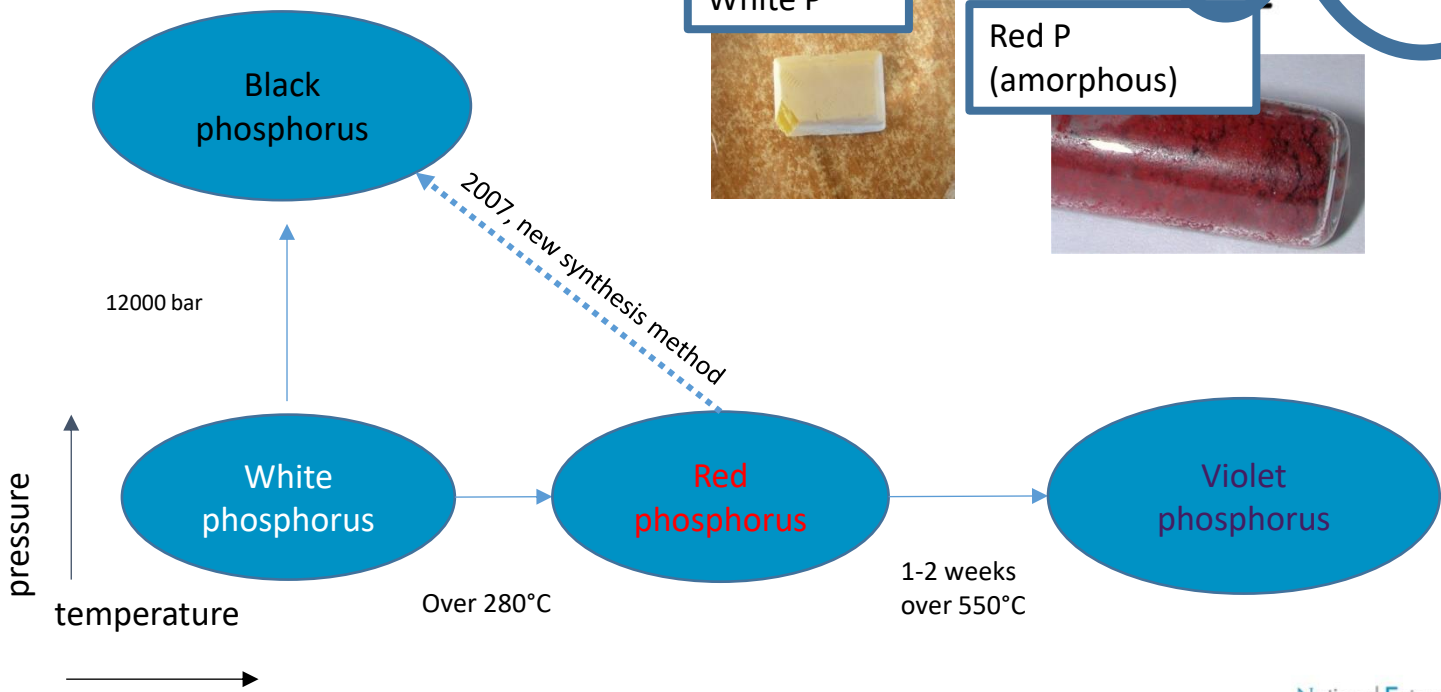 White P
Red P
(amorphous)
Black
phosphorus
2007, new synthesis method
12000 bar
White
phosphorus
Red
phosphorus
Violet
phosphorus
pressure
temperature
Over 280°C
1-2 weeks
over 550°C